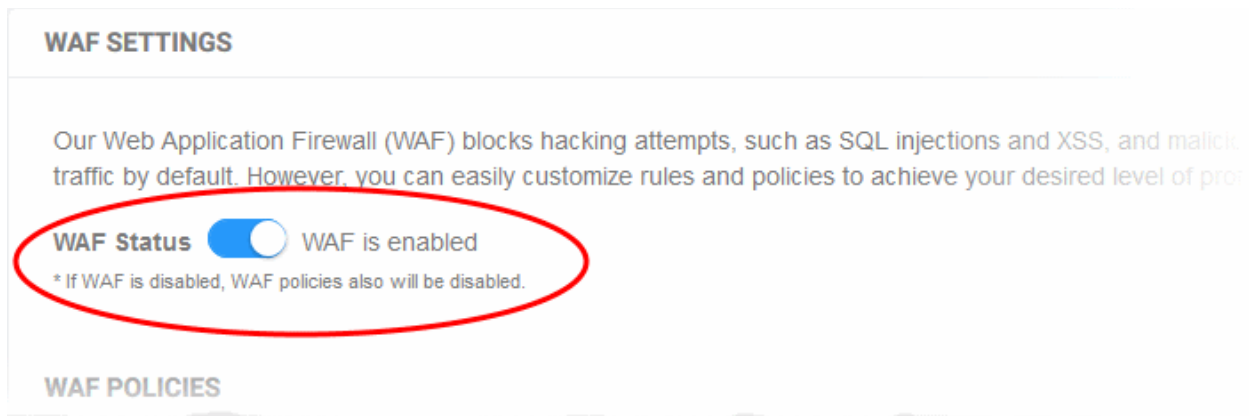 WAF SETTINGS
Our Web Application Firewall (WAF) blocks hacking attempts, such as SQL injections and XSS, and
traffic by default. However, you can easily customize rules and policies to achieve your desired level of
WAF Status WAF is enabled
* If WAF is disabled, WAF policies also will be disabled.
WAF POLICIES